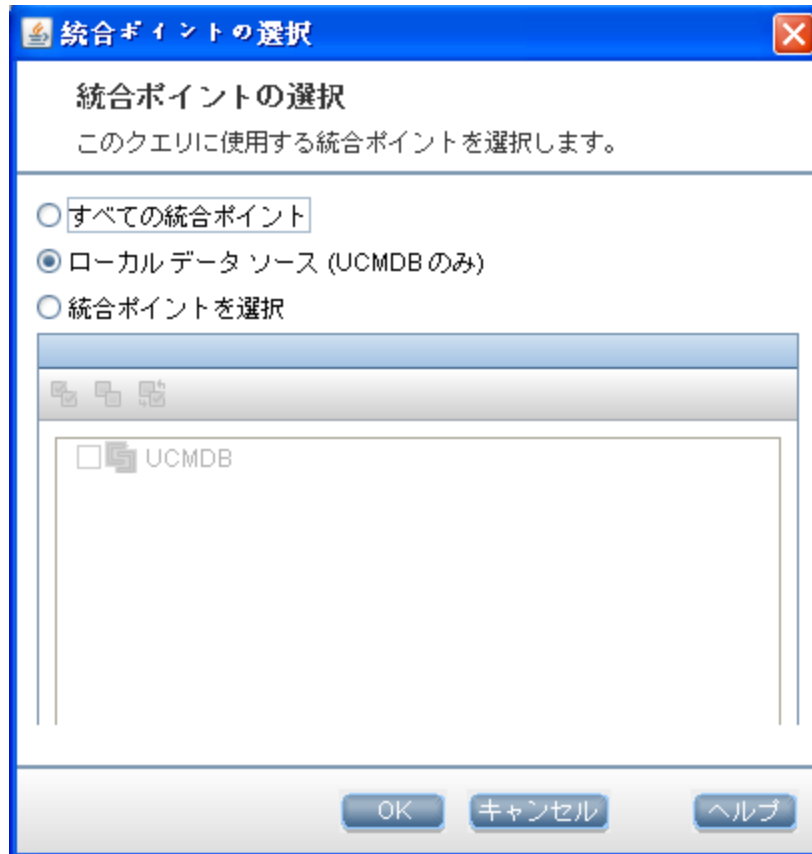 統合ポイントの選択
統合ポイントの選択
このクエリに使用する統合ポイントを選択します。
すべての統合ポイント
ローカル データ ソース (UCMDB のみ)
統合ポイントを選択
UCMDB
OK キャンセル ヘルプ